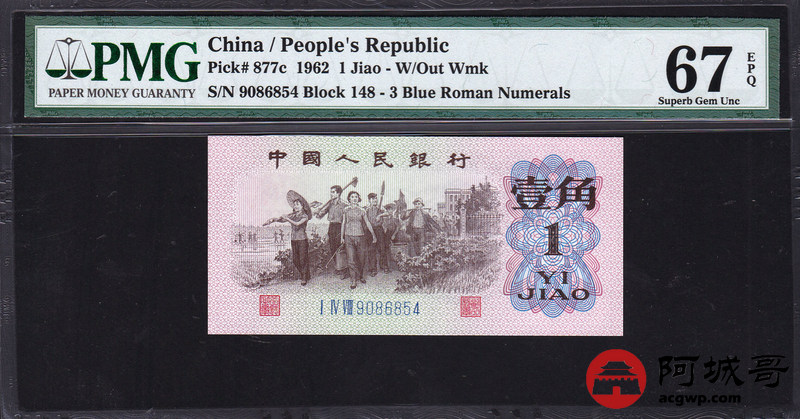 PMG
PAPER MONEY GUARANTY
China / People's Republic
Pick# 877c 1962 1 Jiao - W/Out Wmk
S/N 9086854 Block 148 - 3 Blue Roman Numerals
67
EPQ
Superb Gem Unc
中國人民銀行
壹角
1
YI
JIAO
I IV VIII 9086854
阿城哥
acgwp.com